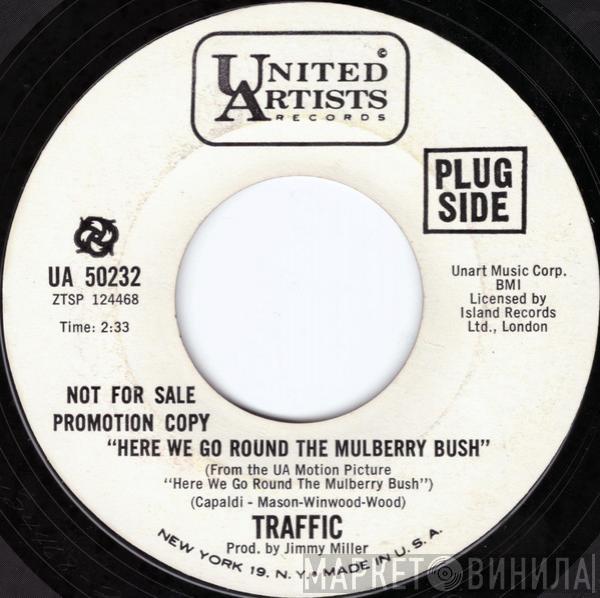 UNITED ©
ARTISTS
RECORDS
PLUG
SIDE
UA 50232
ZTSP 124468
Time: 2:33
Unart Music Corp.
BMI
Licensed by
Island Records
Ltd., London
NOT FOR SALE
PROMOTION COPY
"HERE WE GO ROUND THE MULBERRY BUSH"
(From the UA Motion Picture
"Here We Go Round The Mulberry Bush")
(Capaldi - Mason-Winwood-Wood)
TRAFFIC
Prod. by Jimmy Miller
NEW YORK 19, N.Y. • MADE IN U.S.A.
МАРКЕТ ВИНИЛА